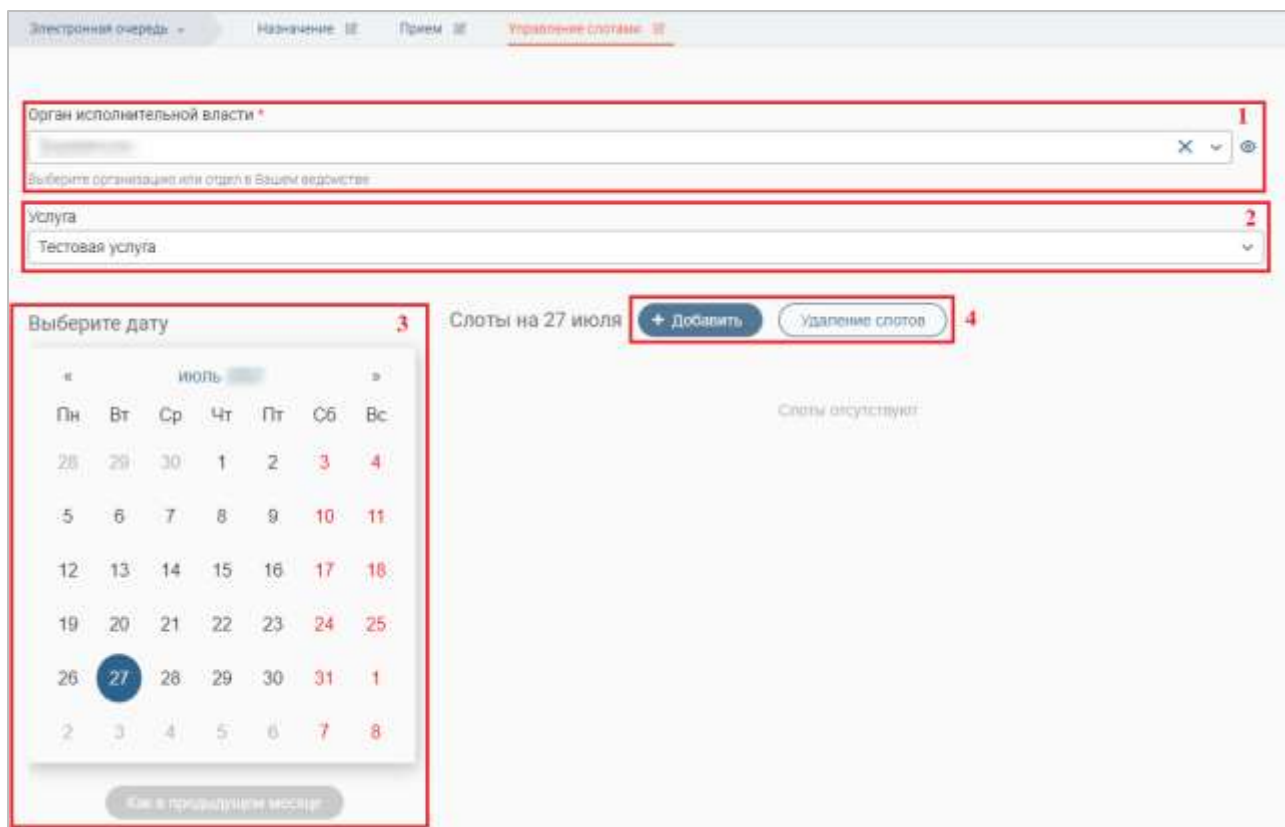 Электронная очередь Назначение Прием Управление слотами
Орган исполнительной власти * 1
Выберите организацию или отдел в Вашем ведомстве
Услуга 2
Тестовая услуга
Выберите дату 3 Слоты на 27 июля + Добавить Удаление слотов 4
« июль »
Слоты отсутствуют
Пн Вт Ср Чт Пт Сб Вс
28 29 30 1 2 3 4
5 6 7 8 9 10 11
12 13 14 15 16 17 18
19 20 21 22 23 24 25
26 27 28 29 30 31 1
2 3 4 5 6 7 8
Как в предыдущем месяце